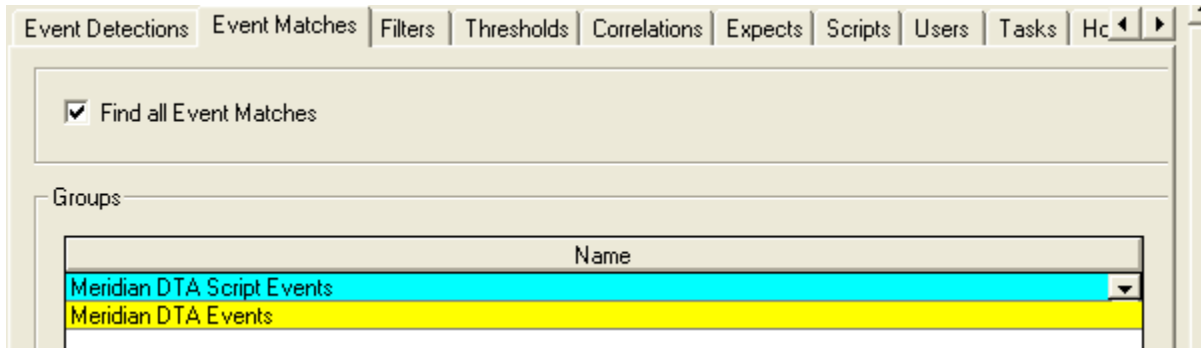 Event Detections Event Matches Filters Thresholds Correlations Expects Scripts Users Tasks Hc
Find all Event Matches
Groups
Name
Meridian DTA Script Events
Meridian DTA Events